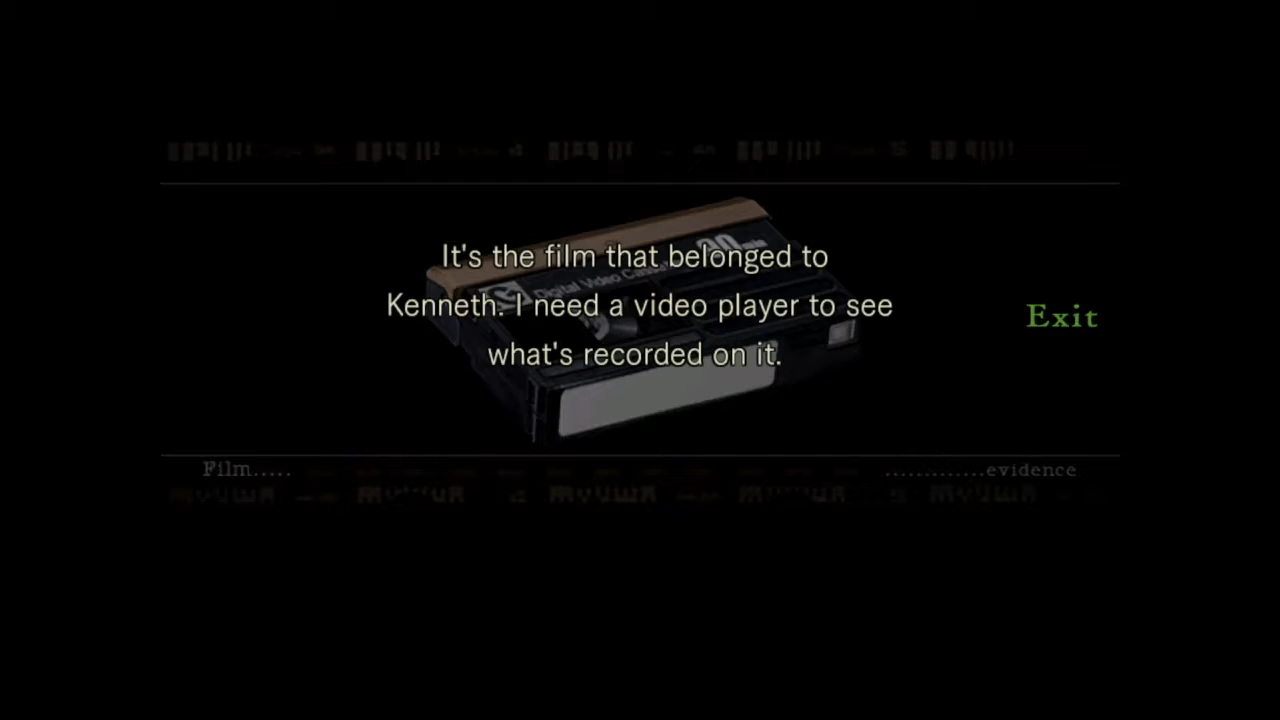 It's the film that belonged to
Kenneth. I need a video player to see
what's recorded on it.
Exit
Film.....
.............evidence